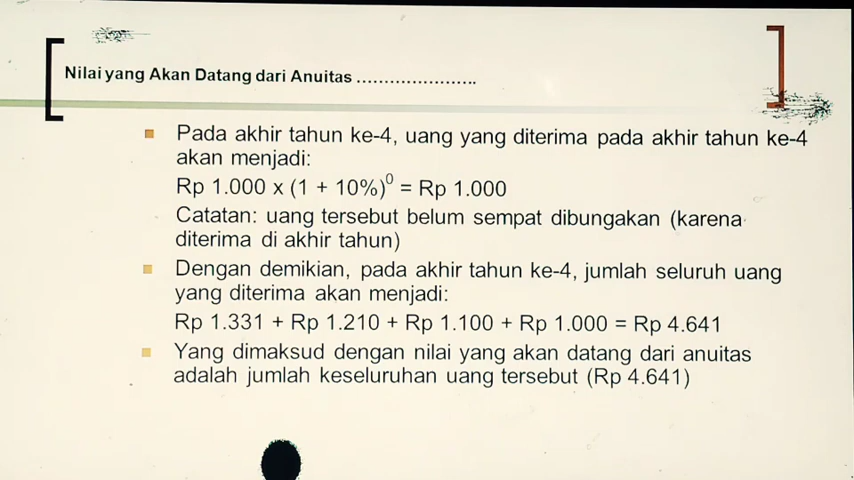 Nilai yang Akan Datang dari Anuitas ......................
Pada akhir tahun ke-4, uang yang diterima pada akhir tahun ke-4
akan menjadi:
Rp 1.000 x (1 + 10%)⁰ = Rp 1.000
Catatan: uang tersebut belum sempat dibungakan (karena
diterima di akhir tahun)
Dengan demikian, pada akhir tahun ke-4, jumlah seluruh uang
yang diterima akan menjadi:
Rp 1.331 + Rp 1.210 + Rp 1.100 + Rp 1.000 = Rp 4.641
Yang dimaksud dengan nilai yang akan datang dari anuitas
adalah jumlah keseluruhan uang tersebut (Rp 4.641)